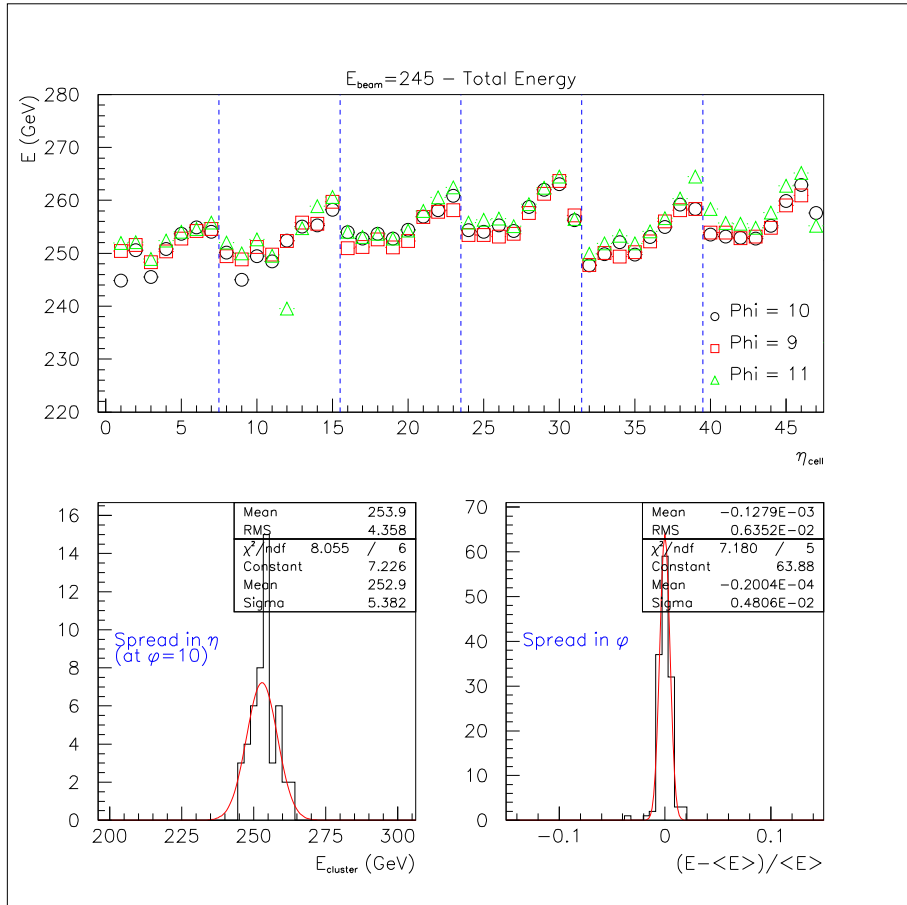 E_beam=245 – Total Energy
E (GeV)
280
270
260
250
240
230
220
Phi = 10
Phi = 9
Phi = 11
0 5 10 15 20 25 30 35 40 45
η_cell
16
14
12
10
8
6
4
2
0
Mean 253.9
RMS 4.358
χ²/ndf 8.055 / 6
Constant 7.226
Mean 252.9
Sigma 5.382
Spread in η
(at φ=10)
200 225 250 275 300
E_cluster (GeV)
70
60
50
40
30
20
10
0
Mean -0.1279E-03
RMS 0.6352E-02
χ²/ndf 7.180 / 5
Constant 63.88
Mean -0.2004E-04
Sigma 0.4806E-02
Spread in φ
-0.1 0 0.1
(E-<E>)/<E>